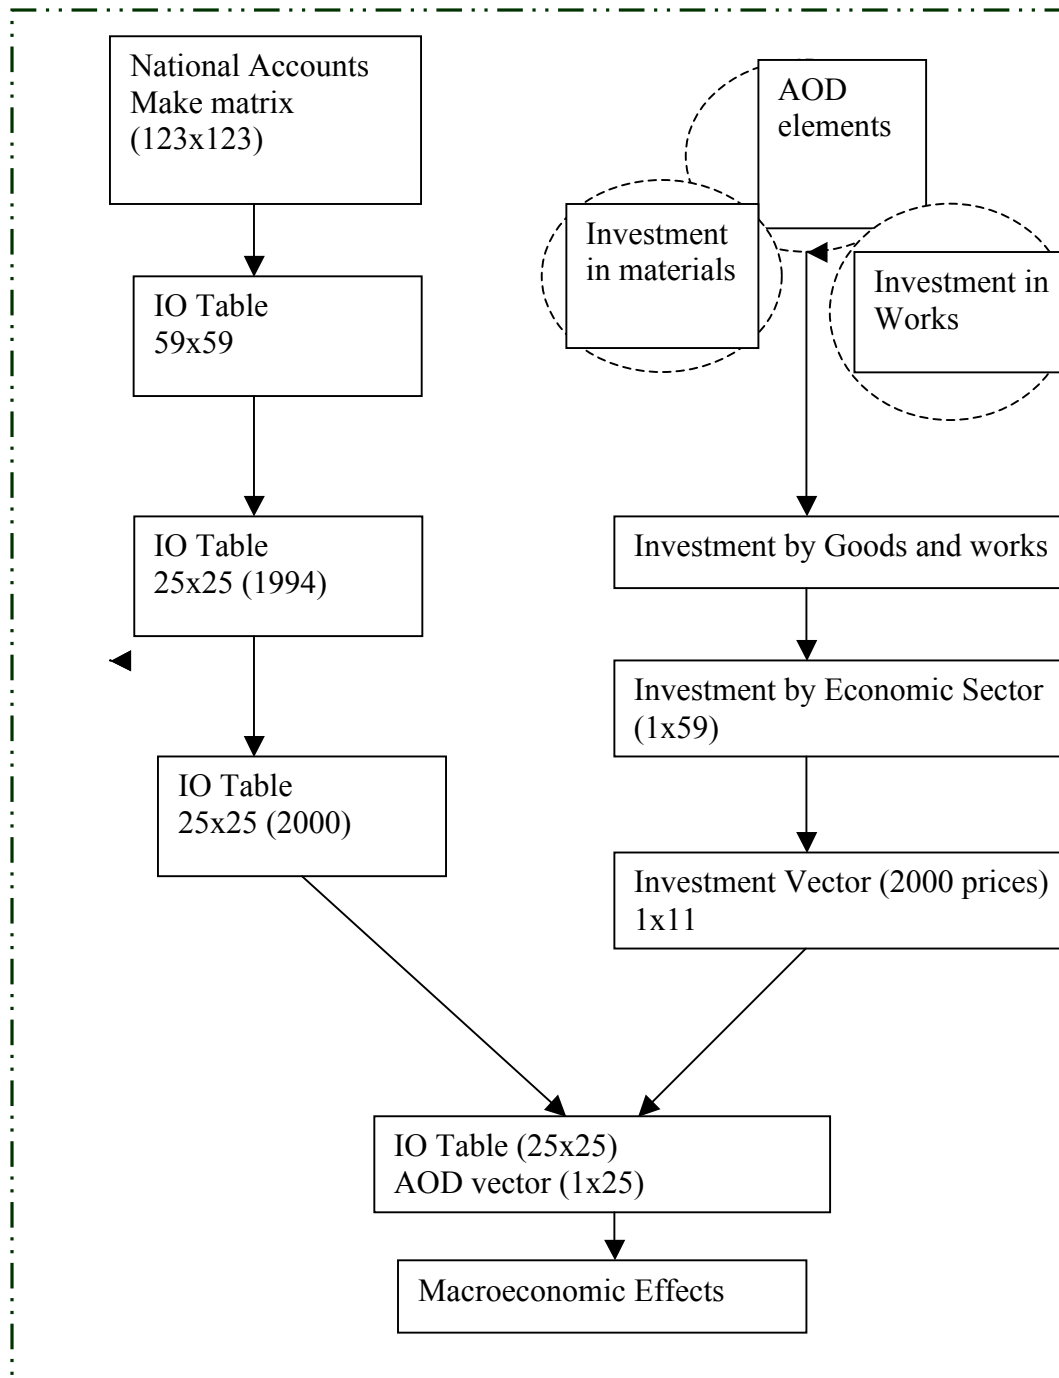 National Accounts
Make matrix
(123x123)
IO Table
59x59
IO Table
25x25 (1994)
IO Table
25x25 (2000)
AOD
elements
Investment
in materials
Investment in
Works
Investment by Goods and works
Investment by Economic Sector
(1x59)
Investment Vector (2000 prices)
1x11
IO Table (25x25)
AOD vector (1x25)
Macroeconomic Effects